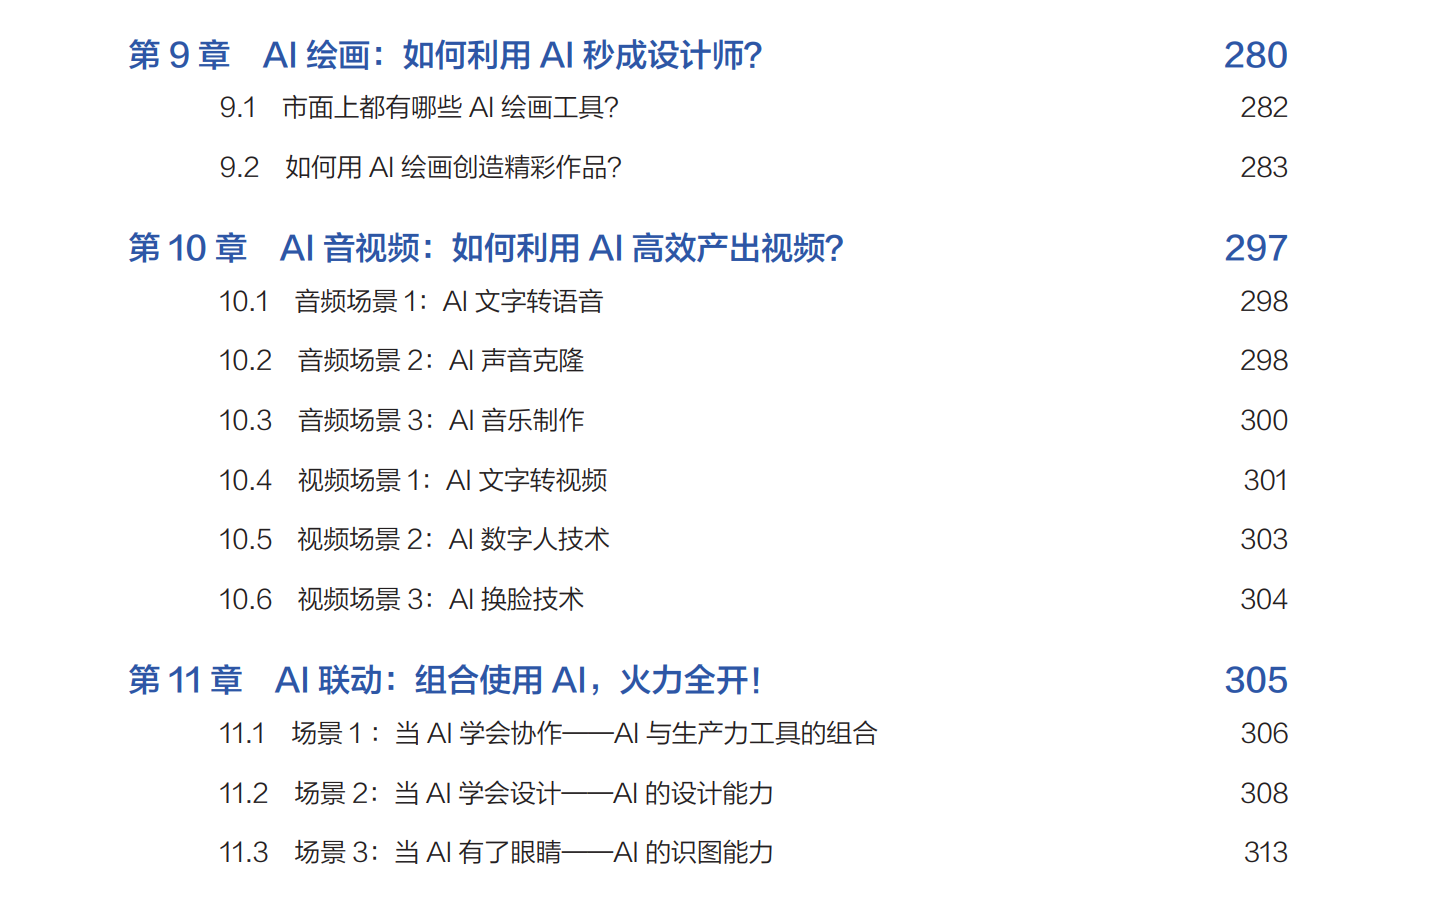 第 9 章 AI 绘画：如何利用 AI 秒成设计师？ 280
9.1 市面上都有哪些 AI 绘画工具？ 282
9.2 如何用 AI 绘画创造精彩作品？ 283
第 10 章 AI 音视频：如何利用 AI 高效产出视频？ 297
10.1 音频场景 1：AI 文字转语音 298
10.2 音频场景 2：AI 声音克隆 298
10.3 音频场景 3：AI 音乐制作 300
10.4 视频场景 1：AI 文字转视频 301
10.5 视频场景 2：AI 数字人技术 303
10.6 视频场景 3：AI 换脸技术 304
第 11 章 AI 联动：组合使用 AI，火力全开！ 305
11.1 场景 1：当 AI 学会协作——AI 与生产力工具的组合 306
11.2 场景 2：当 AI 学会设计——AI 的设计能力 308
11.3 场景 3：当 AI 有了眼睛——AI 的识图能力 313